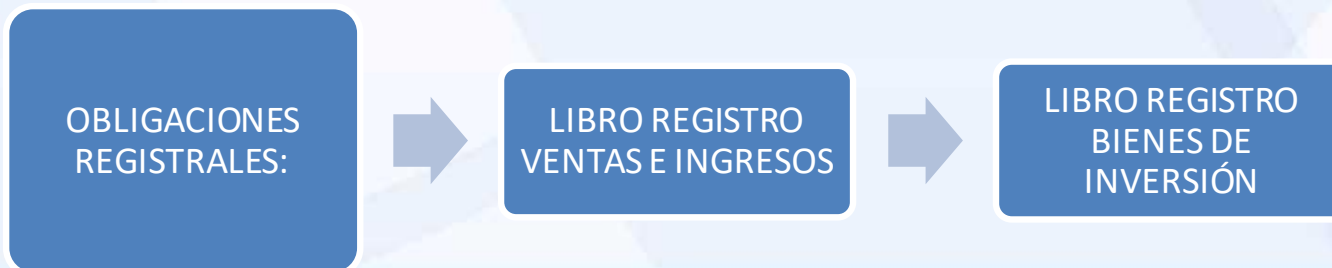 OBLIGACIONES
REGISTRALES:
LIBRO REGISTRO
VENTAS E INGRESOS
LIBRO REGISTRO
BIENES DE
INVERSIÓN